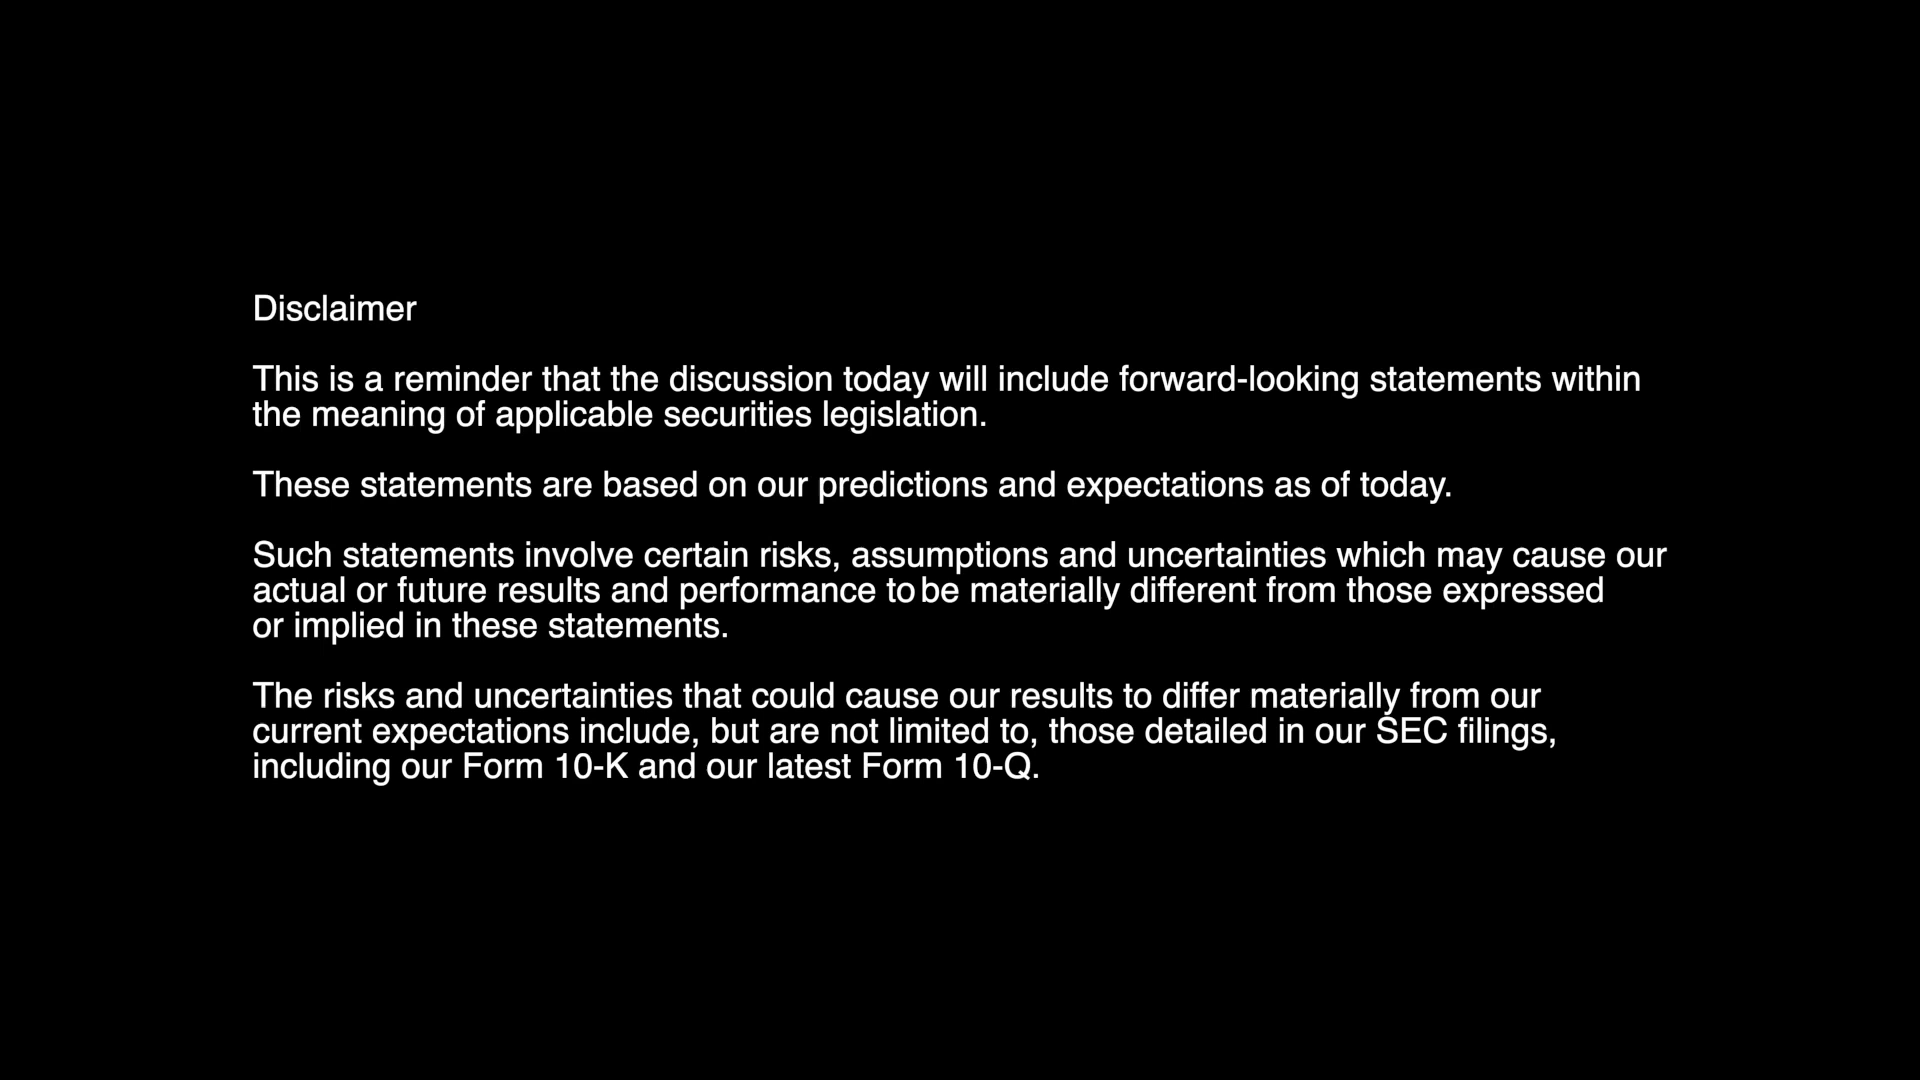 Disclaimer
This is a reminder that the discussion today will include forward-looking statements within
the meaning of applicable securities legislation.
These statements are based on our predictions and expectations as of today.
Such statements involve certain risks, assumptions and uncertainties which may cause our
actual or future results and performance to be materially different from those expressed
or implied in these statements.
The risks and uncertainties that could cause our results to differ materially from our
current expectations include, but are not limited to, those detailed in our SEC filings,
including our Form 10-K and our latest Form 10-Q.